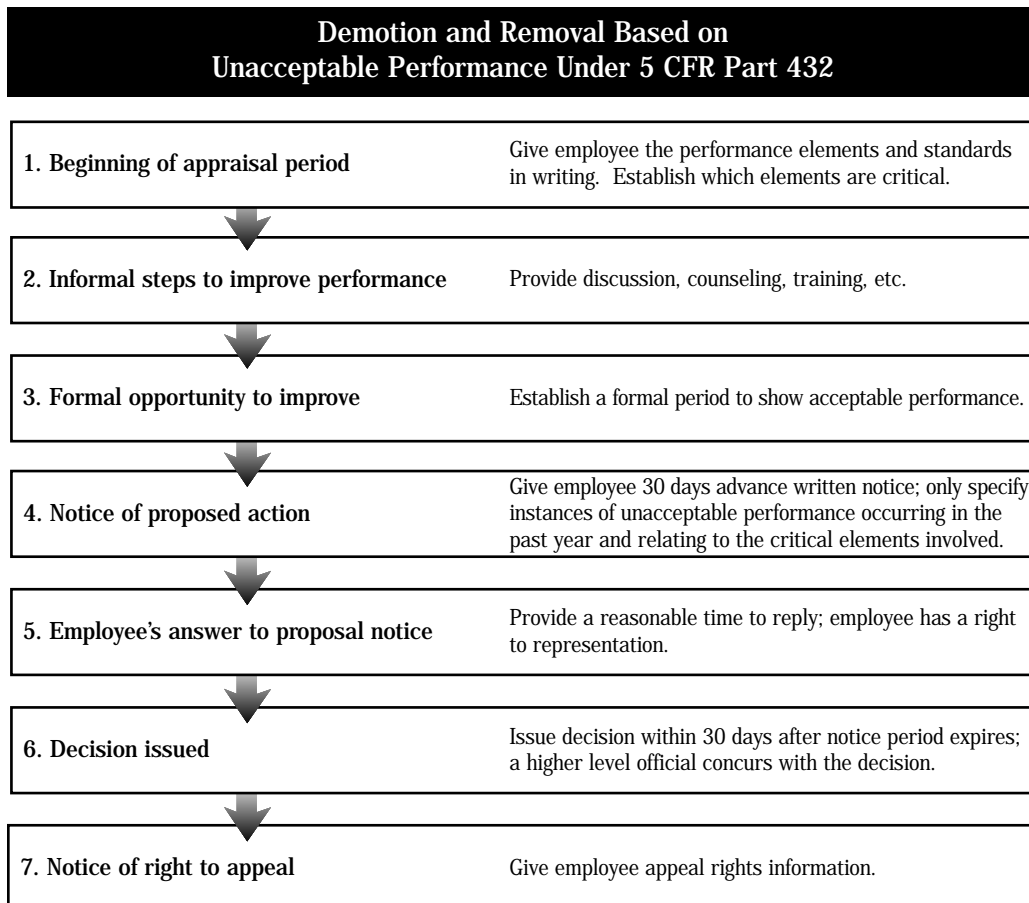 Demotion and Removal Based on
Unacceptable Performance Under 5 CFR Part 432
1. Beginning of appraisal period
Give employee the performance elements and standards
in writing. Establish which elements are critical.
2. Informal steps to improve performance
Provide discussion, counseling, training, etc.
3. Formal opportunity to improve
Establish a formal period to show acceptable performance.
4. Notice of proposed action
Give employee 30 days advance written notice; only specify
instances of unacceptable performance occurring in the
past year and relating to the critical elements involved.
5. Employee's answer to proposal notice
Provide a reasonable time to reply; employee has a right
to representation.
6. Decision issued
Issue decision within 30 days after notice period expires;
a higher level official concurs with the decision.
7. Notice of right to appeal
Give employee appeal rights information.